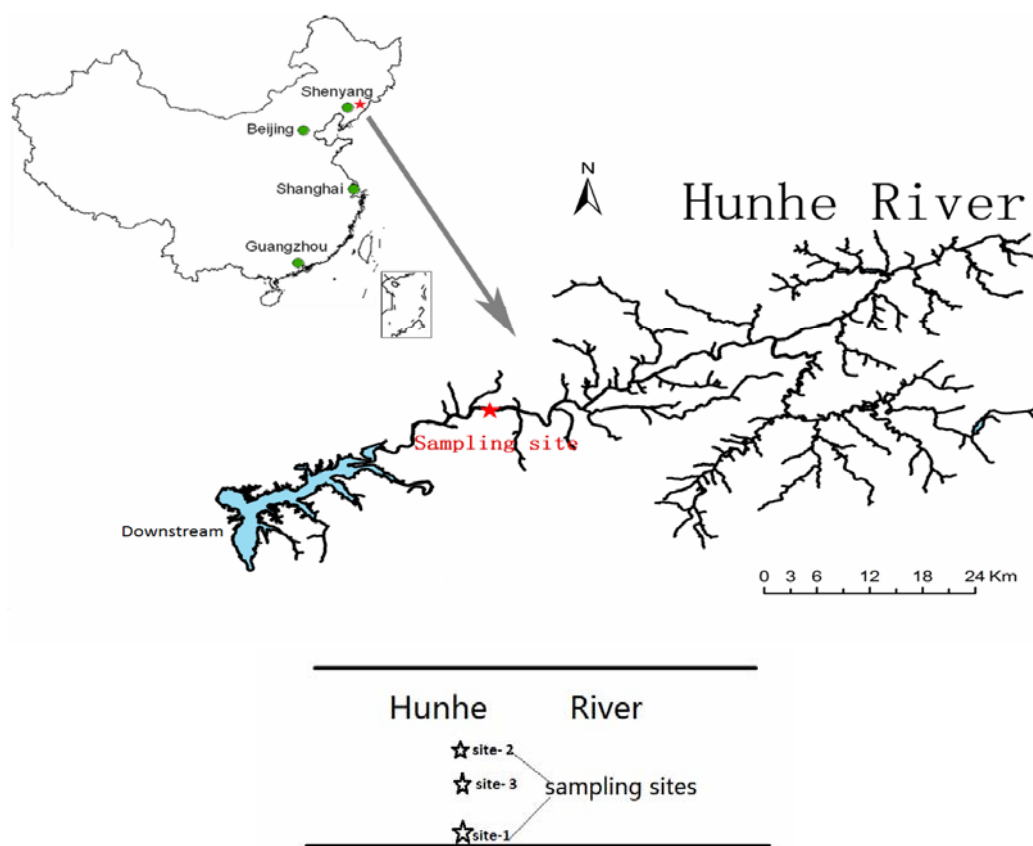 Shenyang
Beijing
Shanghai
Guangzhou
N
Hunhe River
Sampling site
Downstream
0 3 6 12 18 24 Km
Hunhe River
site- 2
site- 3
sampling sites
site-1